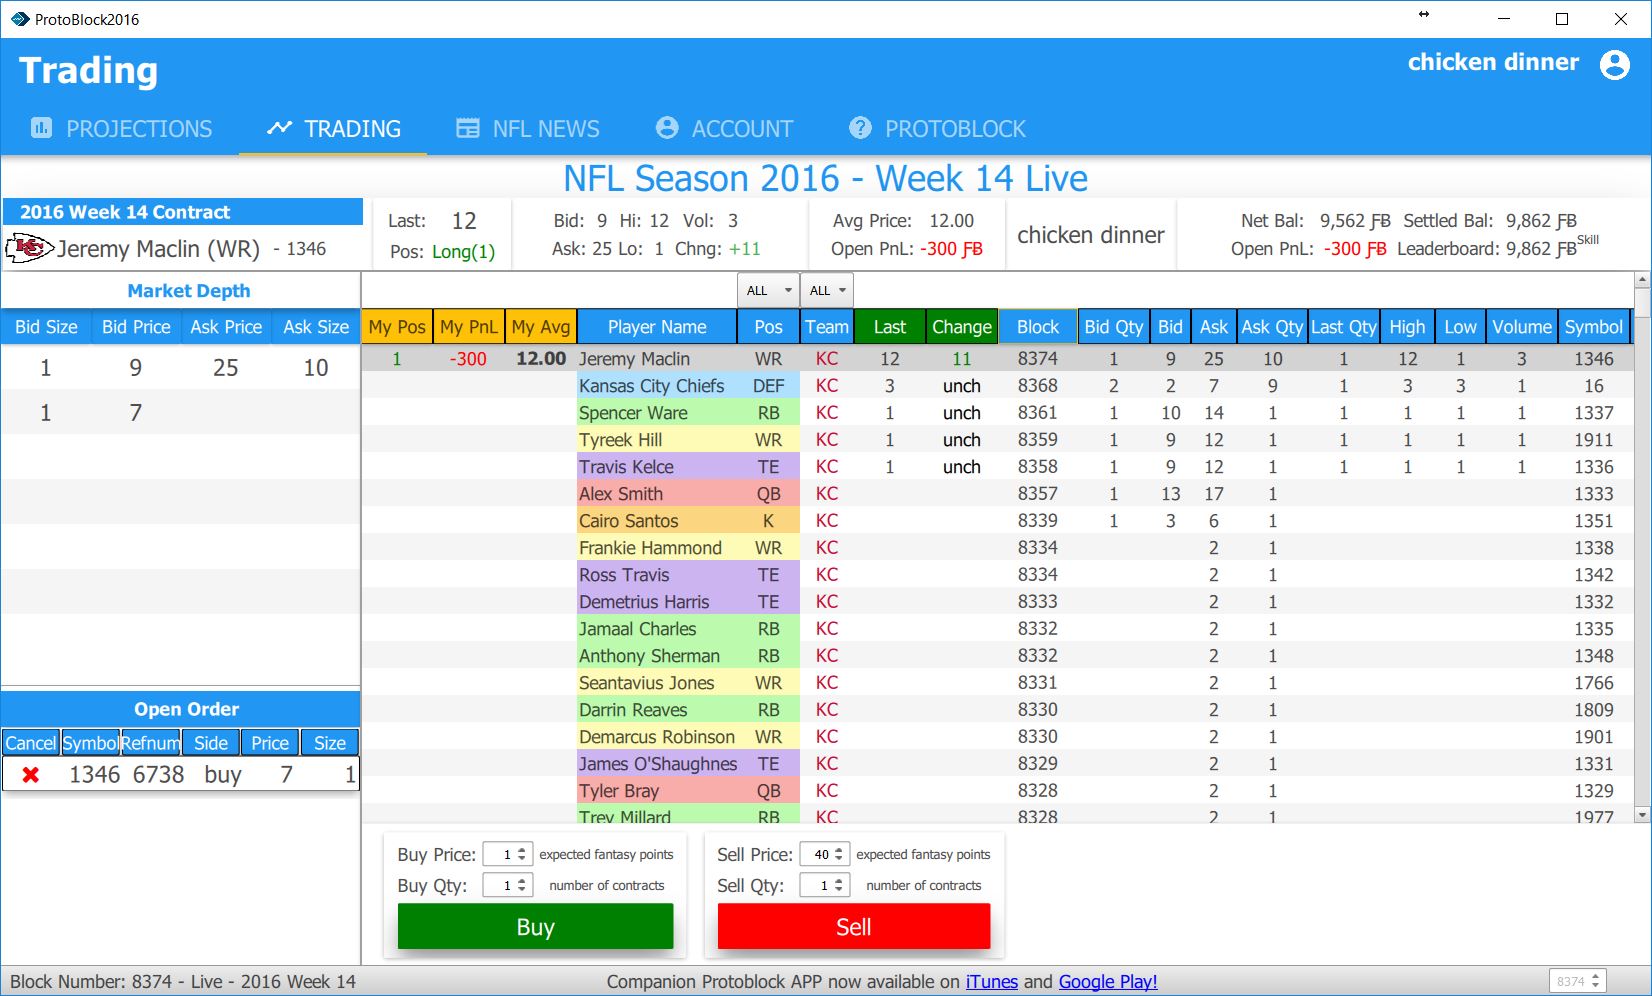 ProtoBlock2016
Trading
chicken dinner
PROJECTIONS TRADING NFL NEWS ACCOUNT PROTOBLOCK
NFL Season 2016 - Week 14 Live
2016 Week 14 Contract
KC Jeremy Maclin (WR) - 1346
Last: 12
Pos: Long(1)
Bid: 9 Hi: 12 Vol: 3
Ask: 25 Lo: 1 Chng: +11
Avg Price: 12.00
Open PnL: -300 ƑB
chicken dinner
Net Bal: 9,562 ƑB Settled Bal: 9,862 ƑB
Open PnL: -300 ƑB Leaderboard: 9,862 ƑB Skill
Market Depth
Bid Size Bid Price Ask Price Ask Size
1 9 25 10
1 7
Open Order
Cancel Symbol Refnum Side Price Size
1346 6738 buy 7 1
ALL ALL
My Pos My PnL My Avg Player Name Pos Team Last Change Block Bid Qty Bid Ask Ask Qty Last Qty High Low Volume Symbol
1 -300 12.00 Jeremy Maclin WR KC 12 11 8374 1 9 25 10 1 12 1 3 1346
Kansas City Chiefs DEF KC 3 unch 8368 2 2 7 9 1 3 3 1 16
Spencer Ware RB KC 1 unch 8361 1 10 14 1 1 1 1 1 1337
Tyreek Hill WR KC 1 unch 8359 1 9 12 1 1 1 1 1 1911
Travis Kelce TE KC 1 unch 8358 1 9 12 1 1 1 1 1 1336
Alex Smith QB KC 8357 1 13 17 1 1333
Cairo Santos K KC 8339 1 3 6 1 1351
Frankie Hammond WR KC 8334 2 1 1338
Ross Travis TE KC 8334 2 1 1342
Demetrius Harris TE KC 8333 2 1 1332
Jamaal Charles RB KC 8332 2 1 1335
Anthony Sherman RB KC 8332 2 1 1348
Seantavius Jones WR KC 8331 2 1 1766
Darrin Reaves RB KC 8330 2 1 1809
Demarcus Robinson WR KC 8330 2 1 1901
James O'Shaughnes TE KC 8329 2 1 1331
Tyler Bray QB KC 8328 2 1 1329
Trey Millard RB KC 8328 2 1 1977
Buy Price: 1 expected fantasy points
Buy Qty: 1 number of contracts
Buy
Sell Price: 40 expected fantasy points
Sell Qty: 1 number of contracts
Sell
Block Number: 8374 - Live - 2016 Week 14
Companion Protoblock APP now available on iTunes and Google Play!
8374